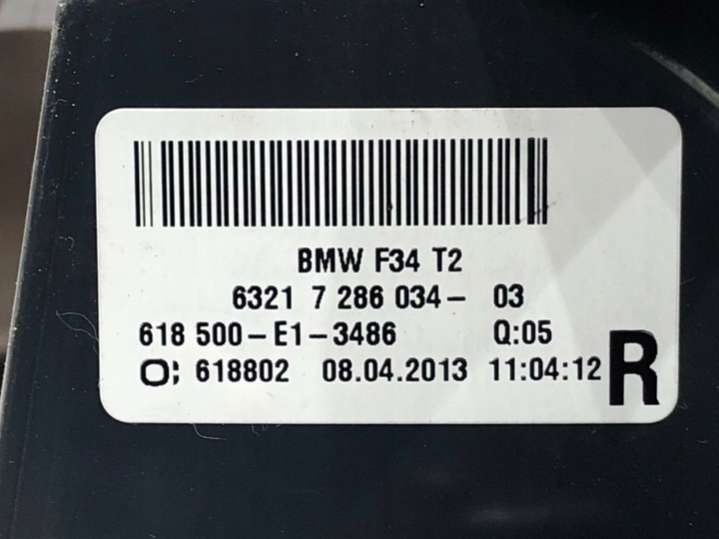 BMW F34 T2
6321 7 286 034- 03
618 500-E1-3486 Q:05
O; 618802 08.04.2013 11:04:12 R